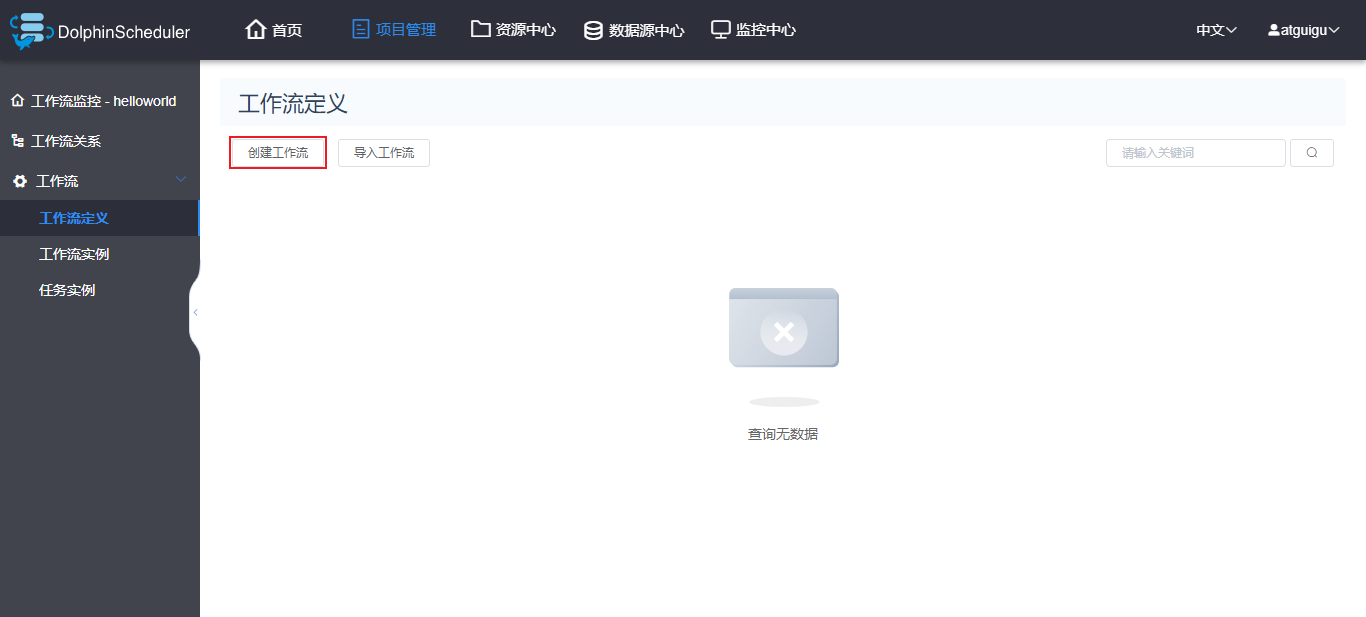 DolphinScheduler
首页
项目管理
资源中心
数据源中心
监控中心
中文
atguigu
工作流监控 - helloworld
工作流关系
工作流
工作流定义
工作流实例
任务实例
工作流定义
创建工作流
导入工作流
请输入关键词
查询无数据